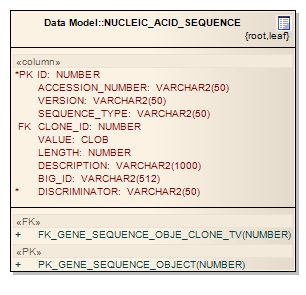 Data Model::NUCLEIC_ACID_SEQUENCE
{root,leaf}
«column»
*PK ID: NUMBER
ACCESSION_NUMBER: VARCHAR2(50)
VERSION: VARCHAR2(50)
SEQUENCE_TYPE: VARCHAR2(50)
FK CLONE_ID: NUMBER
VALUE: CLOB
LENGTH: NUMBER
DESCRIPTION: VARCHAR2(1000)
BIG_ID: VARCHAR2(512)
* DISCRIMINATOR: VARCHAR2(50)
«FK»
+ FK_GENE_SEQUENCE_OBJE_CLONE_TV(NUMBER)
«PK»
+ PK_GENE_SEQUENCE_OBJECT(NUMBER)